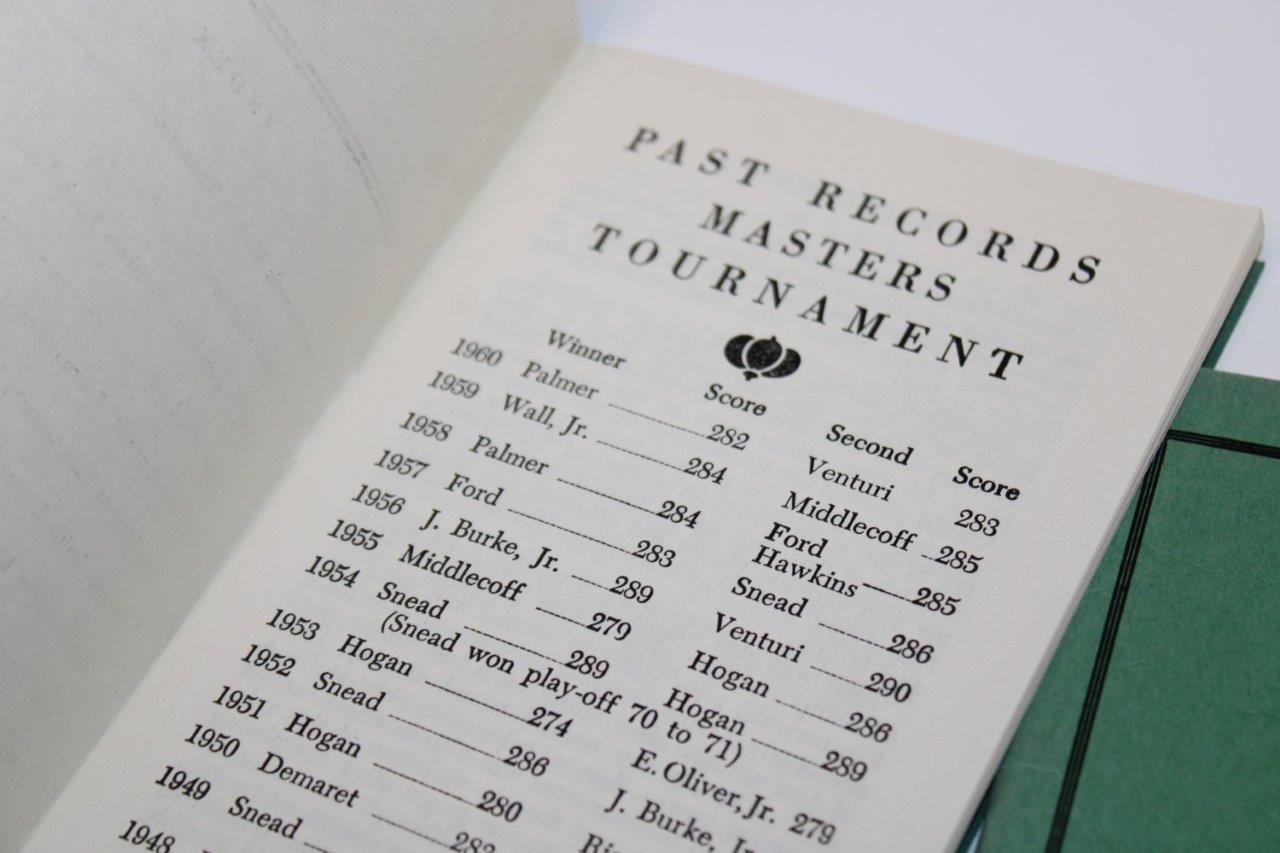 PAST RECORDS
MASTERS
TOURNAMENT
Winner Score Second Score
1960 Palmer 282 Venturi 283
1959 Wall, Jr. 284 Middlecoff 285
1958 Palmer 284 Ford
Hawkins 285
1957 Ford 283 Snead 286
1956 J. Burke, Jr. 289 Venturi 290
1955 Middlecoff 279 Hogan 286
1954 Snead 289 Hogan 289
(Snead won play-off 70 to 71)
1953 Hogan 274 E. Oliver, Jr. 279
1952 Snead 286 J. Burke,
1951 Hogan 280
1950 Demaret
1949 Snead
1948